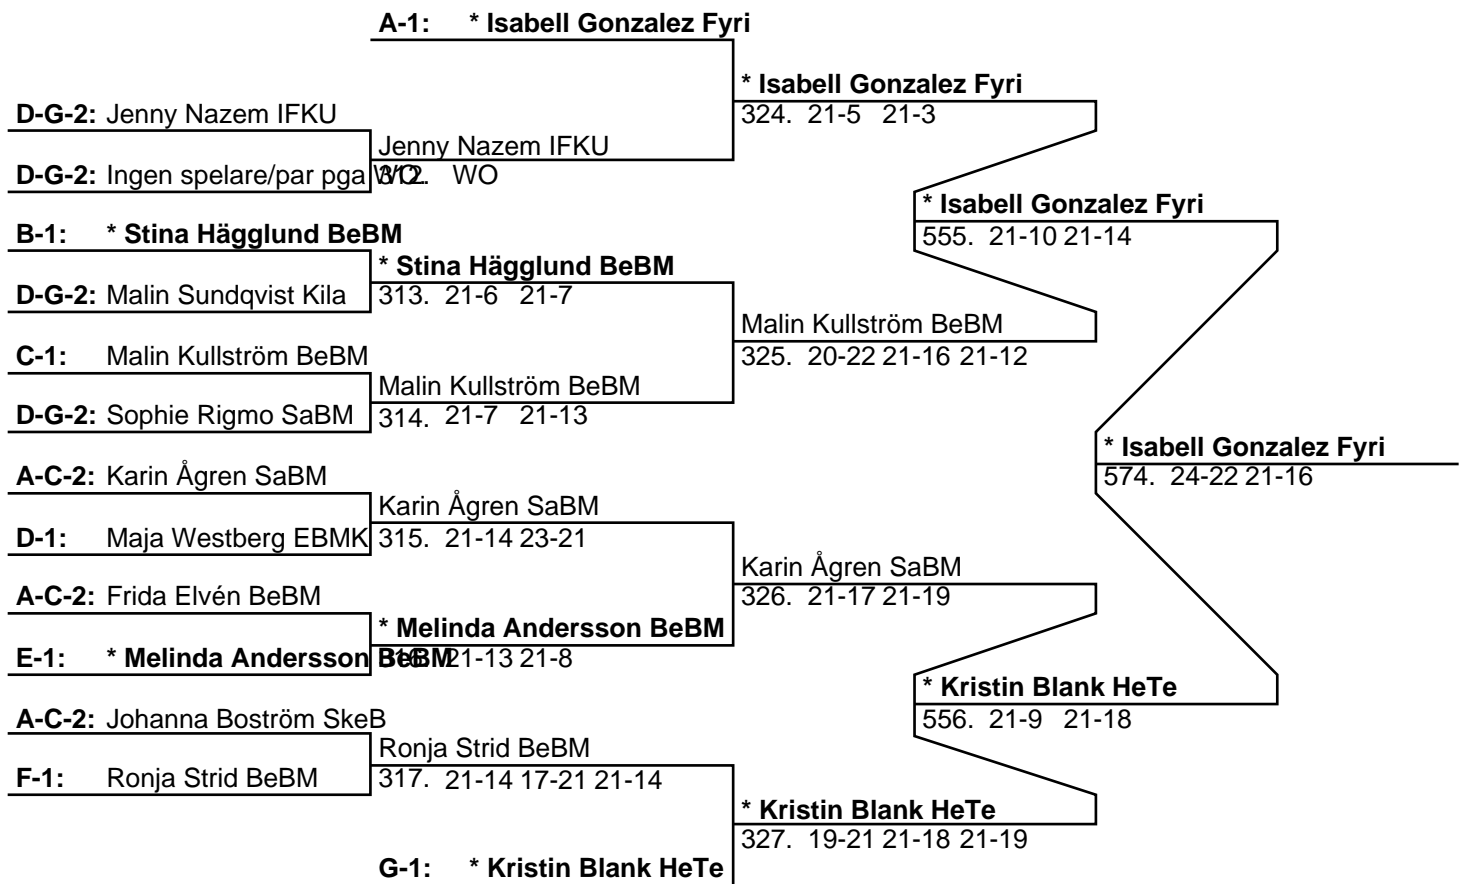 A-1: * Isabell Gonzalez Fyri
* Isabell Gonzalez Fyri
324. 21-5 21-3
D-G-2: Jenny Nazem IFKU
Jenny Nazem IFKU
D-G-2: Ingen spelare/par pga WO
312. WO
* Isabell Gonzalez Fyri
555. 21-10 21-14
B-1: * Stina Hägglund BeBM
* Stina Hägglund BeBM
313. 21-6 21-7
D-G-2: Malin Sundqvist Kila
Malin Kullström BeBM
325. 20-22 21-16 21-12
C-1: Malin Kullström BeBM
Malin Kullström BeBM
314. 21-7 21-13
D-G-2: Sophie Rigmo SaBM
* Isabell Gonzalez Fyri
574. 24-22 21-16
A-C-2: Karin Ågren SaBM
Karin Ågren SaBM
315. 21-14 23-21
D-1: Maja Westberg EBMK
Karin Ågren SaBM
326. 21-17 21-19
A-C-2: Frida Elvén BeBM
* Melinda Andersson BeBM
21-13 21-8
E-1: * Melinda Andersson BeBM
* Kristin Blank HeTe
556. 21-9 21-18
A-C-2: Johanna Boström SkeB
Ronja Strid BeBM
317. 21-14 17-21 21-14
F-1: Ronja Strid BeBM
* Kristin Blank HeTe
327. 19-21 21-18 21-19
G-1: * Kristin Blank HeTe